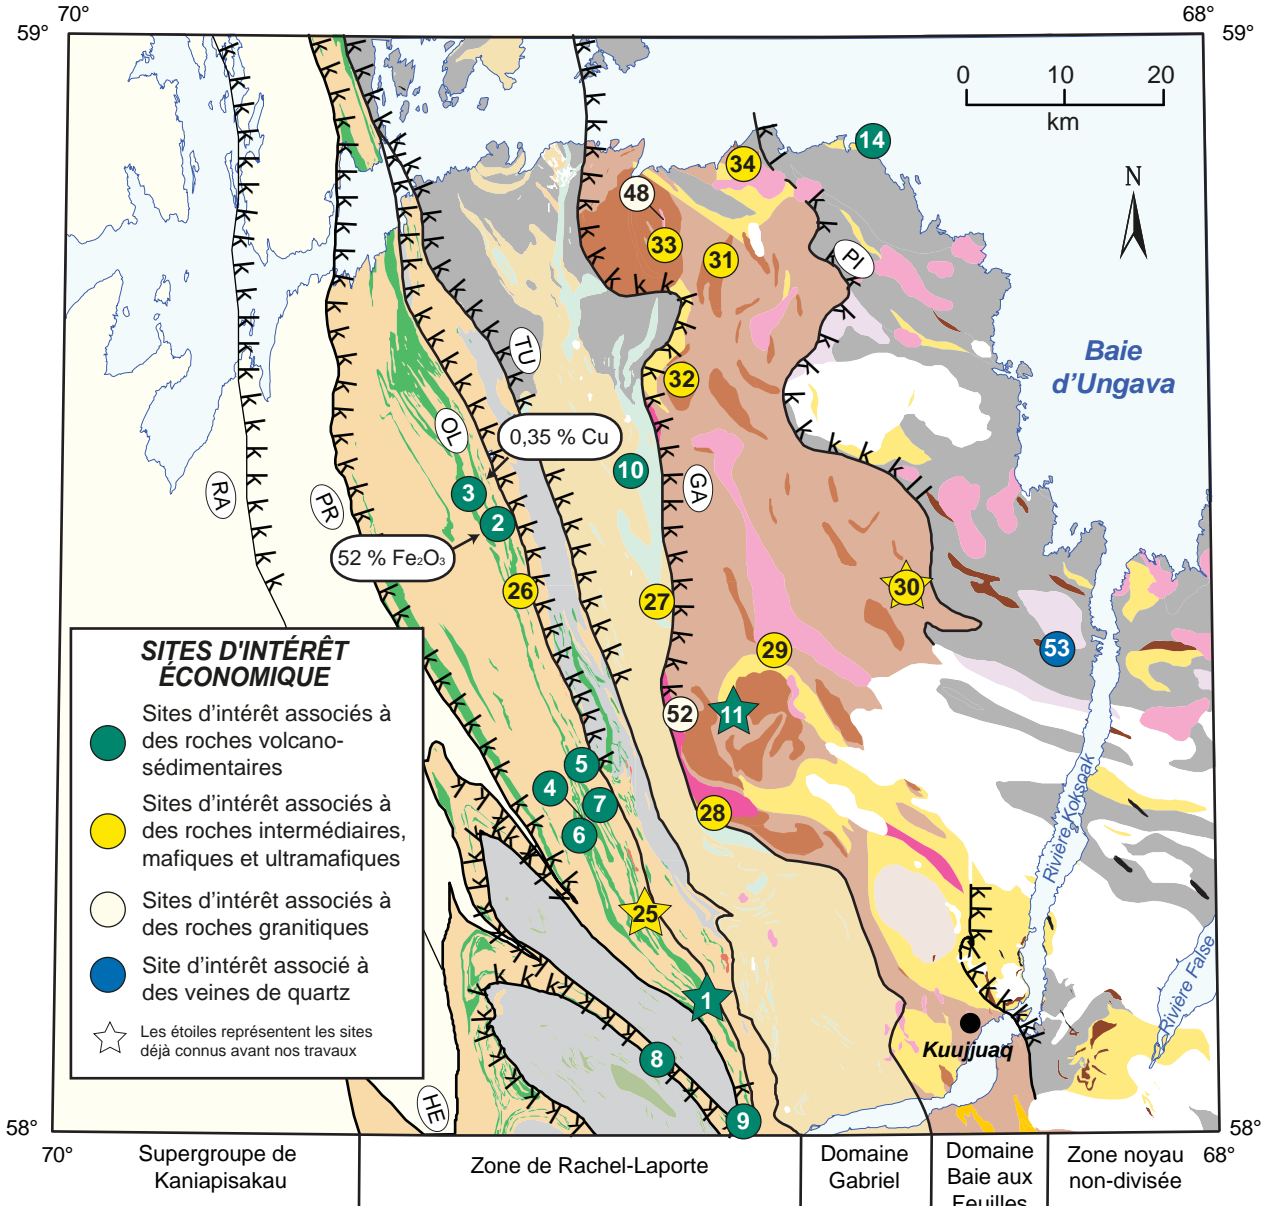 70°
68°
59°
59°
0 10 20
km
N
14
34
48
33
31
PI
TU
32
Baie
d'Ungava
OL
0,35 % Cu
10
3
RA
PR
GA
2
52 % Fe₂O₃
26
27
30
29
53
52
11
SITES D'INTÉRÊT
ÉCONOMIQUE
Sites d'intérêt associés à
des roches volcano-
sédimentaires
Sites d'intérêt associés à
des roches intermédiaires,
mafiques et ultramafiques
Sites d'intérêt associés à
des roches granitiques
Site d'intérêt associé à
des veines de quartz
Les étoiles représentent les sites
déjà connus avant nos travaux
5
4
7
6
28
Rivière Koksoak
25
1
Rivière False
Kuujjuaq
8
HE
9
58°
58°
70°
68°
Supergroupe de
Kaniapisakau
Zone de Rachel-Laporte
Domaine
Gabriel
Domaine
Baie aux
Feuilles
Zone noyau
non-divisée